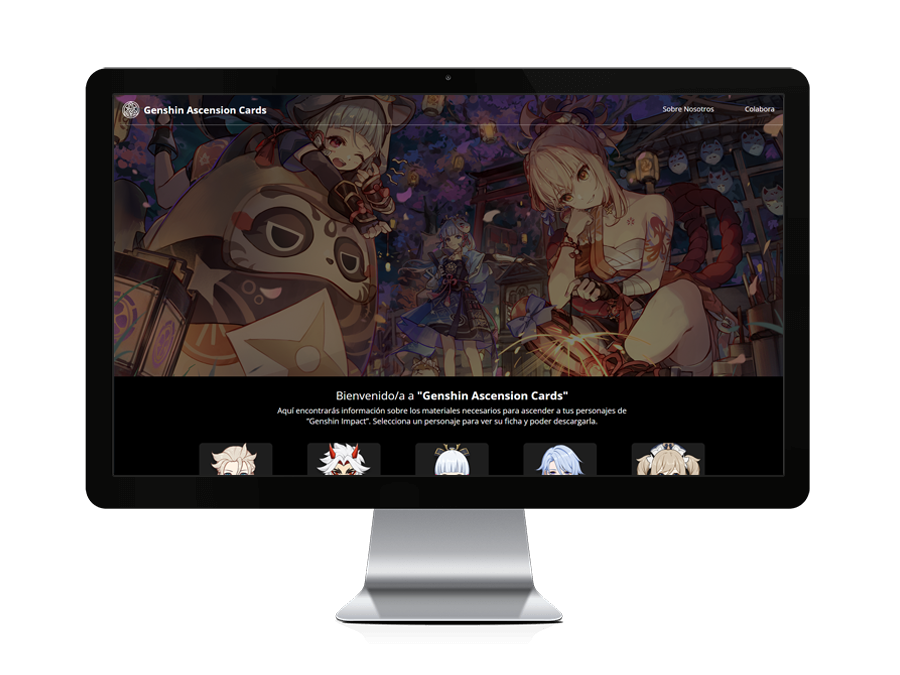 Genshin Ascension Cards
Sobre Nosotros
Colabora
Bienvenido/a a "Genshin Ascension Cards"
Aquí encontrarás información sobre los materiales necesarios para ascender a tus personajes de
"Genshin Impact". Selecciona un personaje para ver su ficha y poder descargarla.